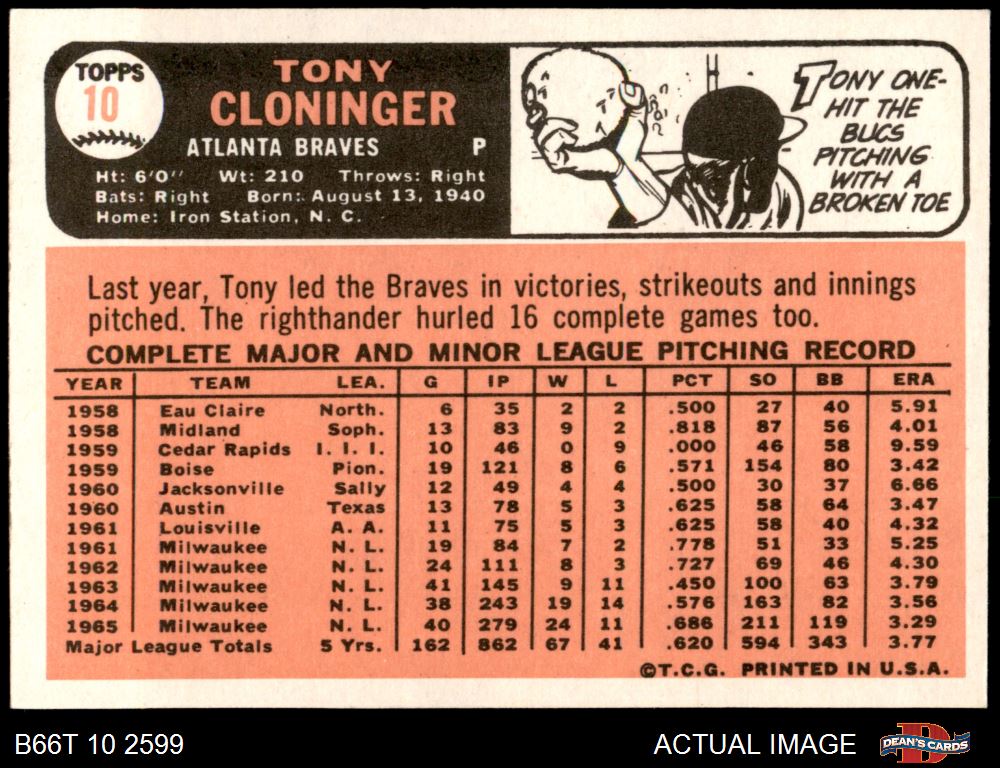 TOPPS
10
TONY
CLONINGER
ATLANTA BRAVES P
Ht: 6'0" Wt: 210 Throws: Right
Bats: Right Born: August 13, 1940
Home: Iron Station, N. C.
TONY ONE-
HIT THE
BUCS
PITCHING
WITH A
BROKEN TOE
Last year, Tony led the Braves in victories, strikeouts and innings
pitched. The righthander hurled 16 complete games too.
COMPLETE MAJOR AND MINOR LEAGUE PITCHING RECORD
YEAR TEAM LEA. G IP W L PCT SO BB ERA
1958 Eau Claire North. 6 35 2 2 .500 27 40 5.91
1958 Midland Soph. 13 83 9 2 .818 87 56 4.01
1959 Cedar Rapids I. I. I. 10 46 0 9 .000 46 58 9.59
1959 Boise Pion. 19 121 8 6 .571 154 80 3.42
1960 Jacksonville Sally 12 49 4 4 .500 30 37 6.66
1960 Austin Texas 13 78 5 3 .625 58 64 3.47
1961 Louisville A. A. 11 75 5 3 .625 58 40 4.32
1961 Milwaukee N. L. 19 84 7 2 .778 51 33 5.25
1962 Milwaukee N. L. 24 111 8 3 .727 69 46 4.30
1963 Milwaukee N. L. 41 145 9 11 .450 100 63 3.79
1964 Milwaukee N. L. 38 243 19 14 .576 163 82 3.56
1965 Milwaukee N. L. 40 279 24 11 .686 211 119 3.29
Major League Totals 5 Yrs. 162 862 67 41 .620 594 343 3.77
©T.C.G. PRINTED IN U.S.A.
B66T 10 2599
ACTUAL IMAGE
DEAN'S CARDS